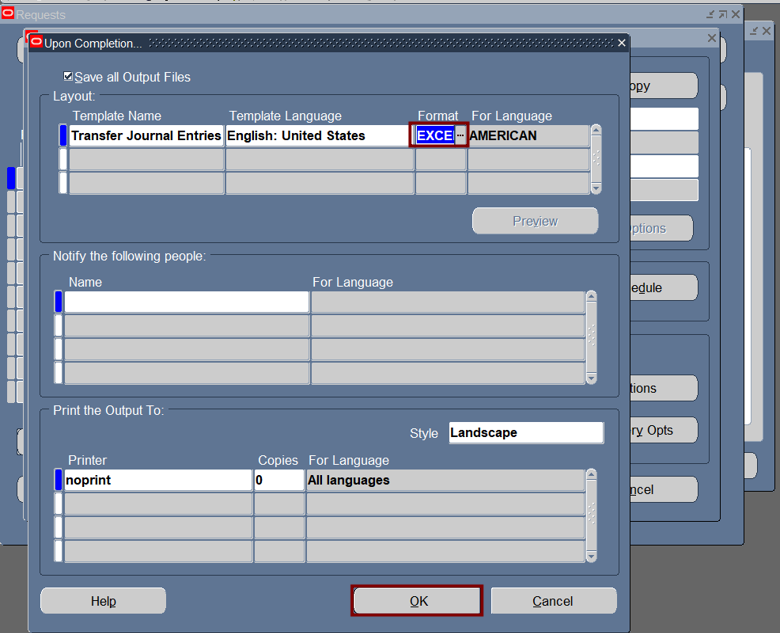 Requests
Upon Completion...
Save all Output Files
Layout:
Template Name Template Language Format For Language
Transfer Journal Entries English: United States EXCE AMERICAN
Preview
Notify the following people:
Name For Language
Print the Output To:
Style Landscape
Printer Copies For Language
noprint 0 All languages
Help OK Cancel
opy
ptions
edule
tions
ry Opts
ncel